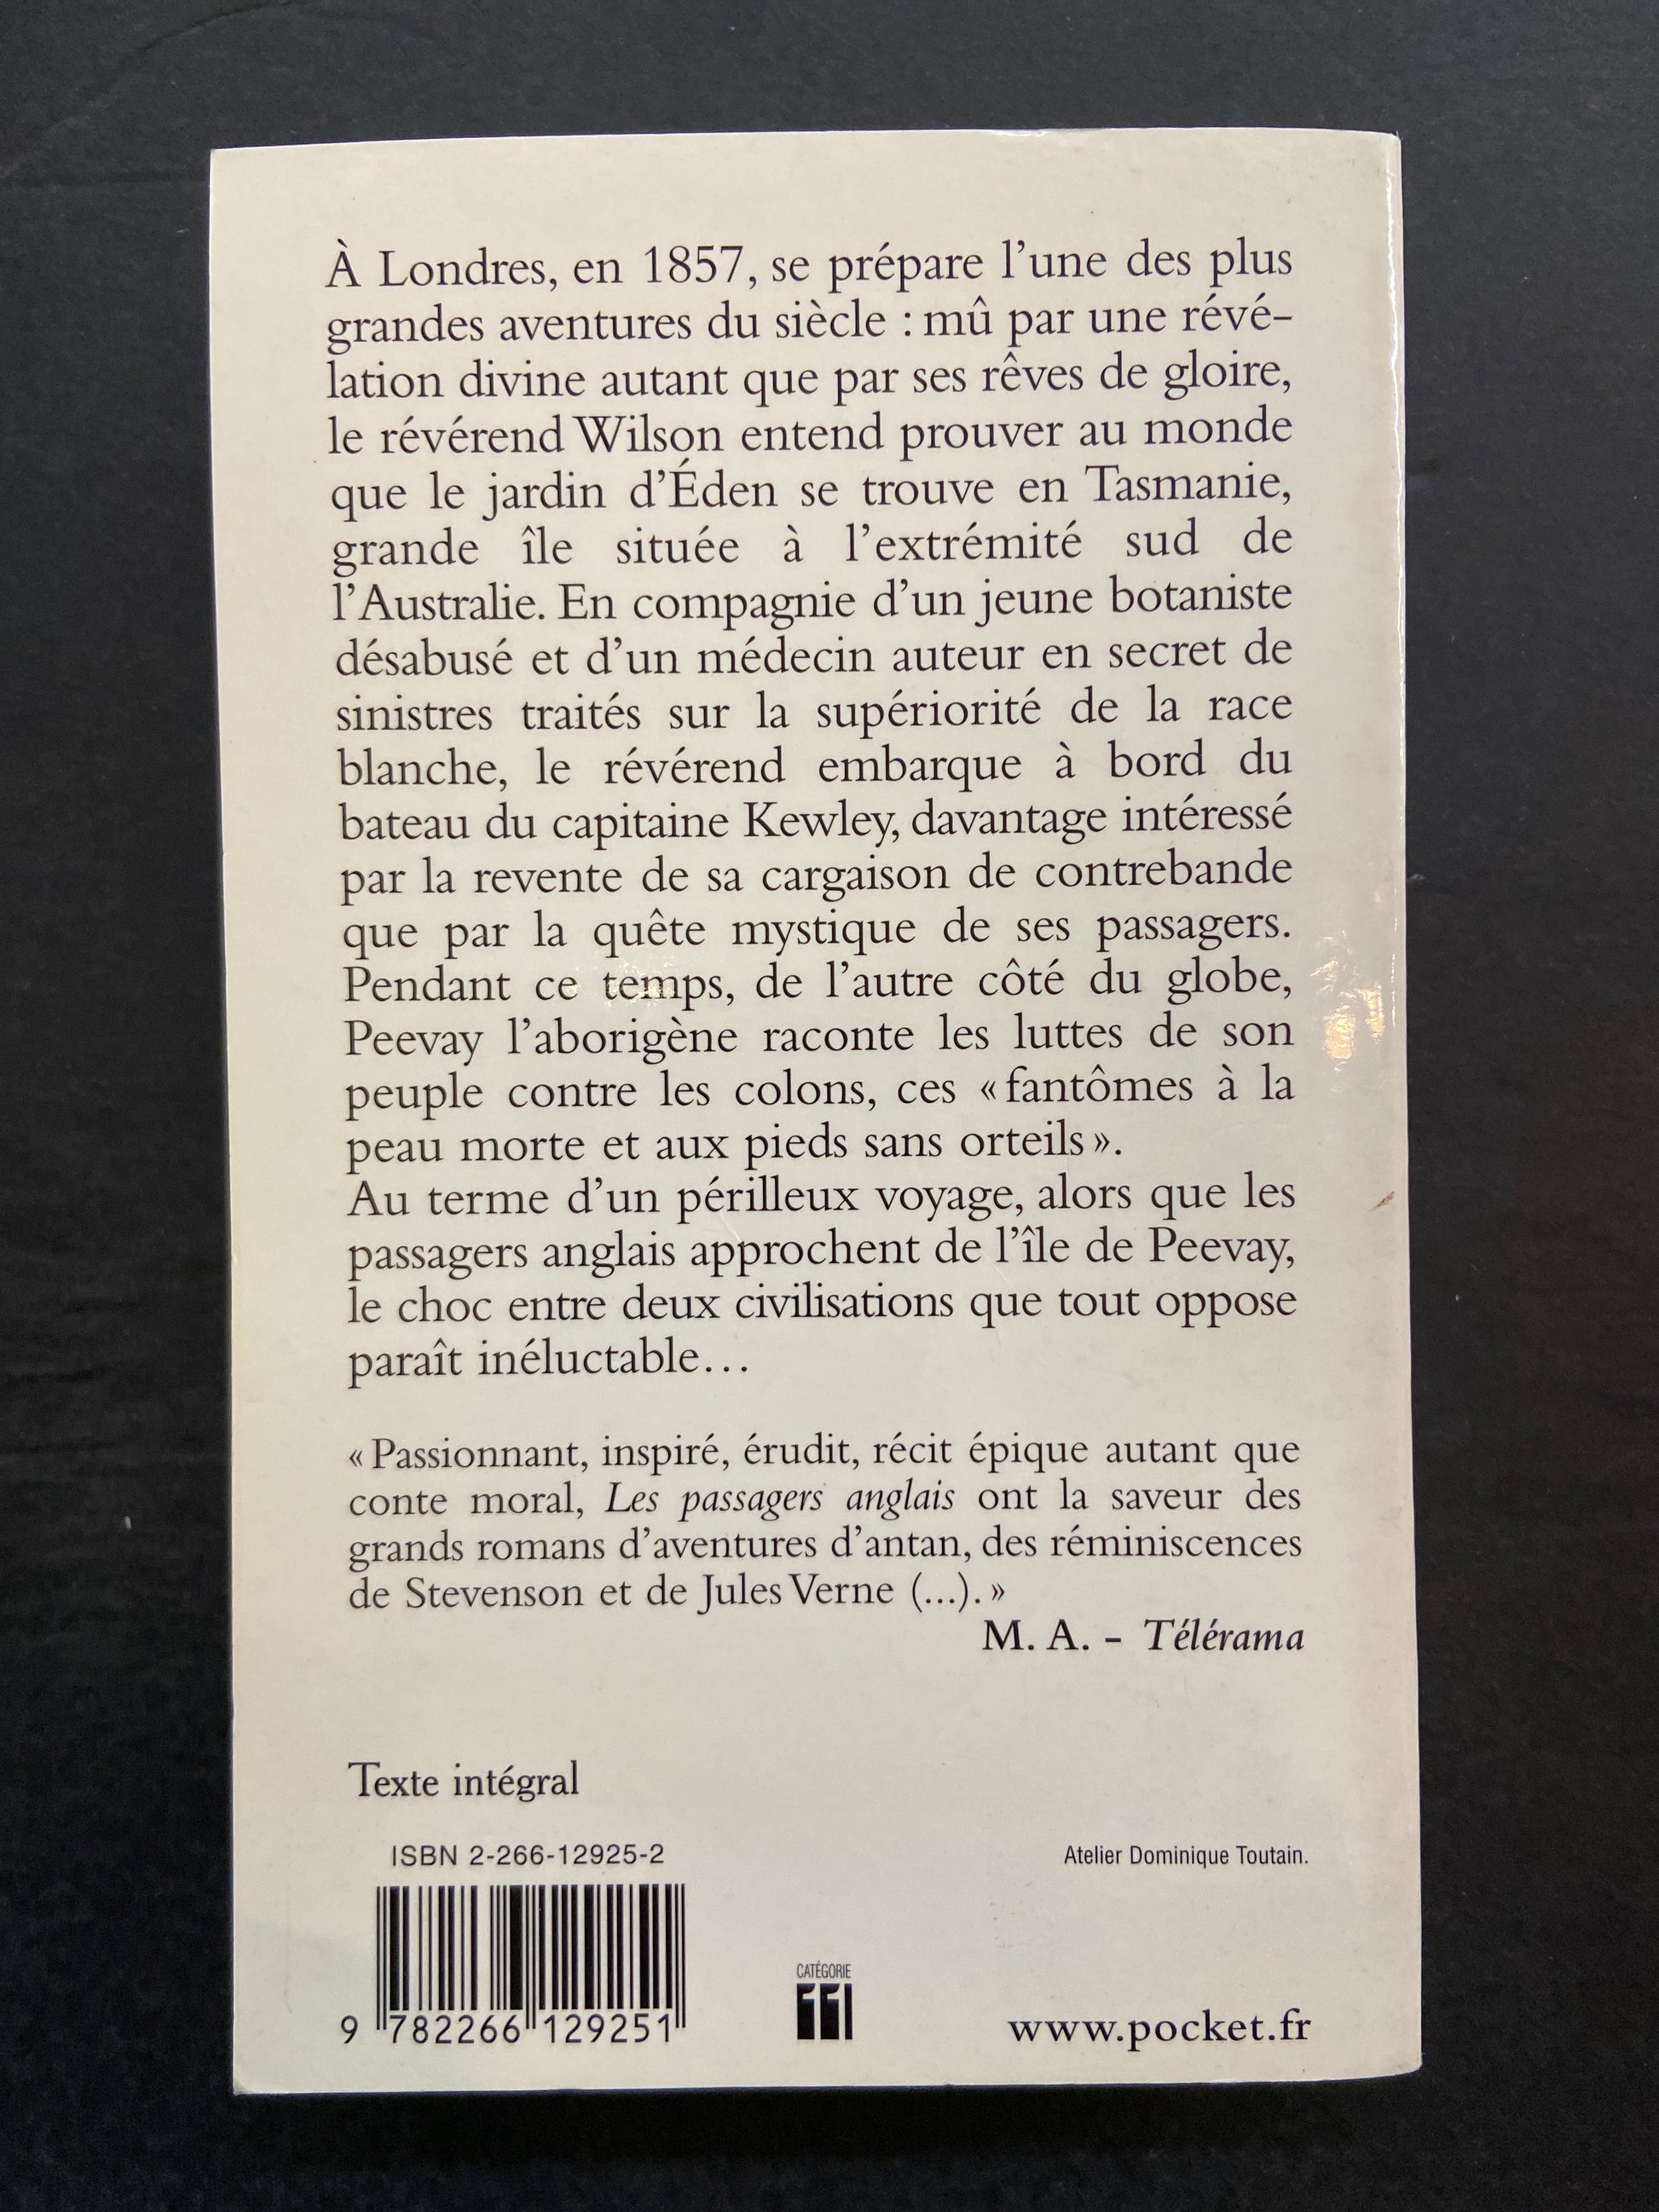 À Londres, en 1857, se prépare l'une des plus
grandes aventures du siècle : mû par une révé-
lation divine autant que par ses rêves de gloire,
le révérend Wilson entend prouver au monde
que le jardin d'Éden se trouve en Tasmanie,
grande île située à l'extrémité sud de
l'Australie. En compagnie d'un jeune botaniste
désabusé et d'un médecin auteur en secret de
sinistres traités sur la supériorité de la race
blanche, le révérend embarque à bord du
bateau du capitaine Kewley, davantage intéressé
par la revente de sa cargaison de contrebande
que par la quête mystique de ses passagers.
Pendant ce temps, de l'autre côté du globe,
Peevay l'aborigène raconte les luttes de son
peuple contre les colons, ces « fantômes à la
peau morte et aux pieds sans orteils ».
Au terme d'un périlleux voyage, alors que les
passagers anglais approchent de l'île de Peevay,
le choc entre deux civilisations que tout oppose
paraît inéluctable…
« Passionnant, inspiré, érudit, récit épique autant que
conte moral, Les passagers anglais ont la saveur des
grands romans d'aventures d'antan, des réminiscences
de Stevenson et de Jules Verne (...). »
M. A. – Télérama
Texte intégral
ISBN 2-266-12925-2
Atelier Dominique Toutain.
9 782266 129251
CATÉGORIE
www.pocket.fr